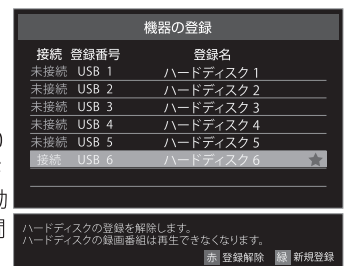 機器の登録
接続 登録番号 登録名
未接続 USB 1 ハードディスク 1
未接続 USB 2 ハードディスク 2
未接続 USB 3 ハードディスク 3
未接続 USB 4 ハードディスク 4
未接続 USB 5 ハードディスク 5
接続 USB 6 ハードディスク 6 ★
動
ハードディスクの登録を解除します。
ハードディスクの録画番組は再生できなくなります。
赤 登録解除 緑 新規登録